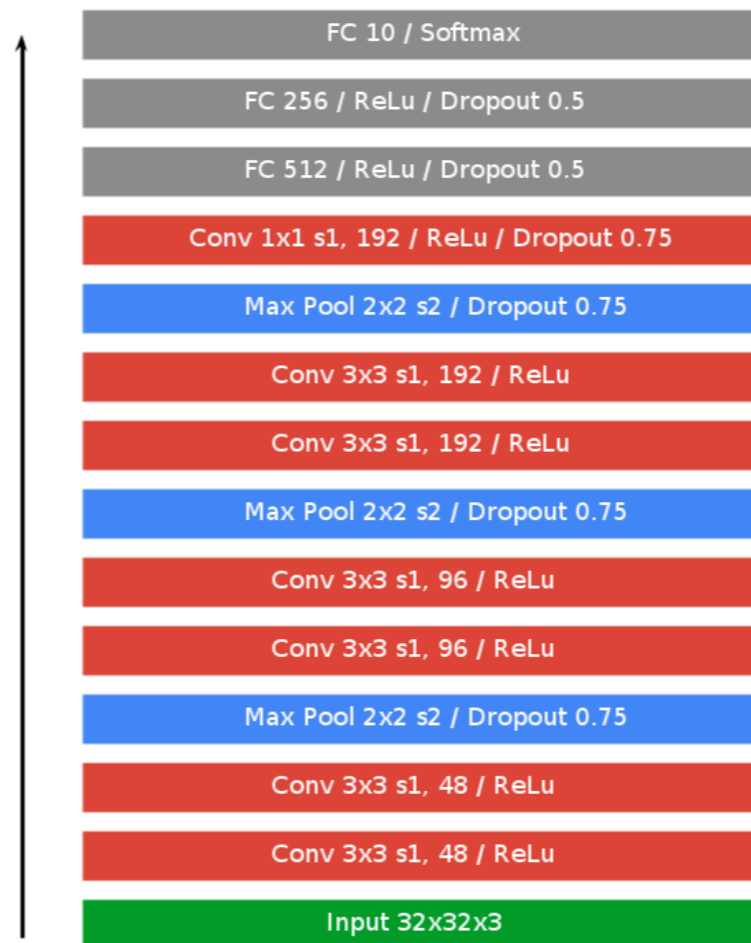 FC 10 / Softmax
FC 256 / ReLu / Dropout 0.5
FC 512 / ReLu / Dropout 0.5
Conv 1x1 s1, 192 / ReLu / Dropout 0.75
Max Pool 2x2 s2 / Dropout 0.75
Conv 3x3 s1, 192 / ReLu
Conv 3x3 s1, 192 / ReLu
Max Pool 2x2 s2 / Dropout 0.75
Conv 3x3 s1, 96 / ReLu
Conv 3x3 s1, 96 / ReLu
Max Pool 2x2 s2 / Dropout 0.75
Conv 3x3 s1, 48 / ReLu
Conv 3x3 s1, 48 / ReLu
Input 32x32x3